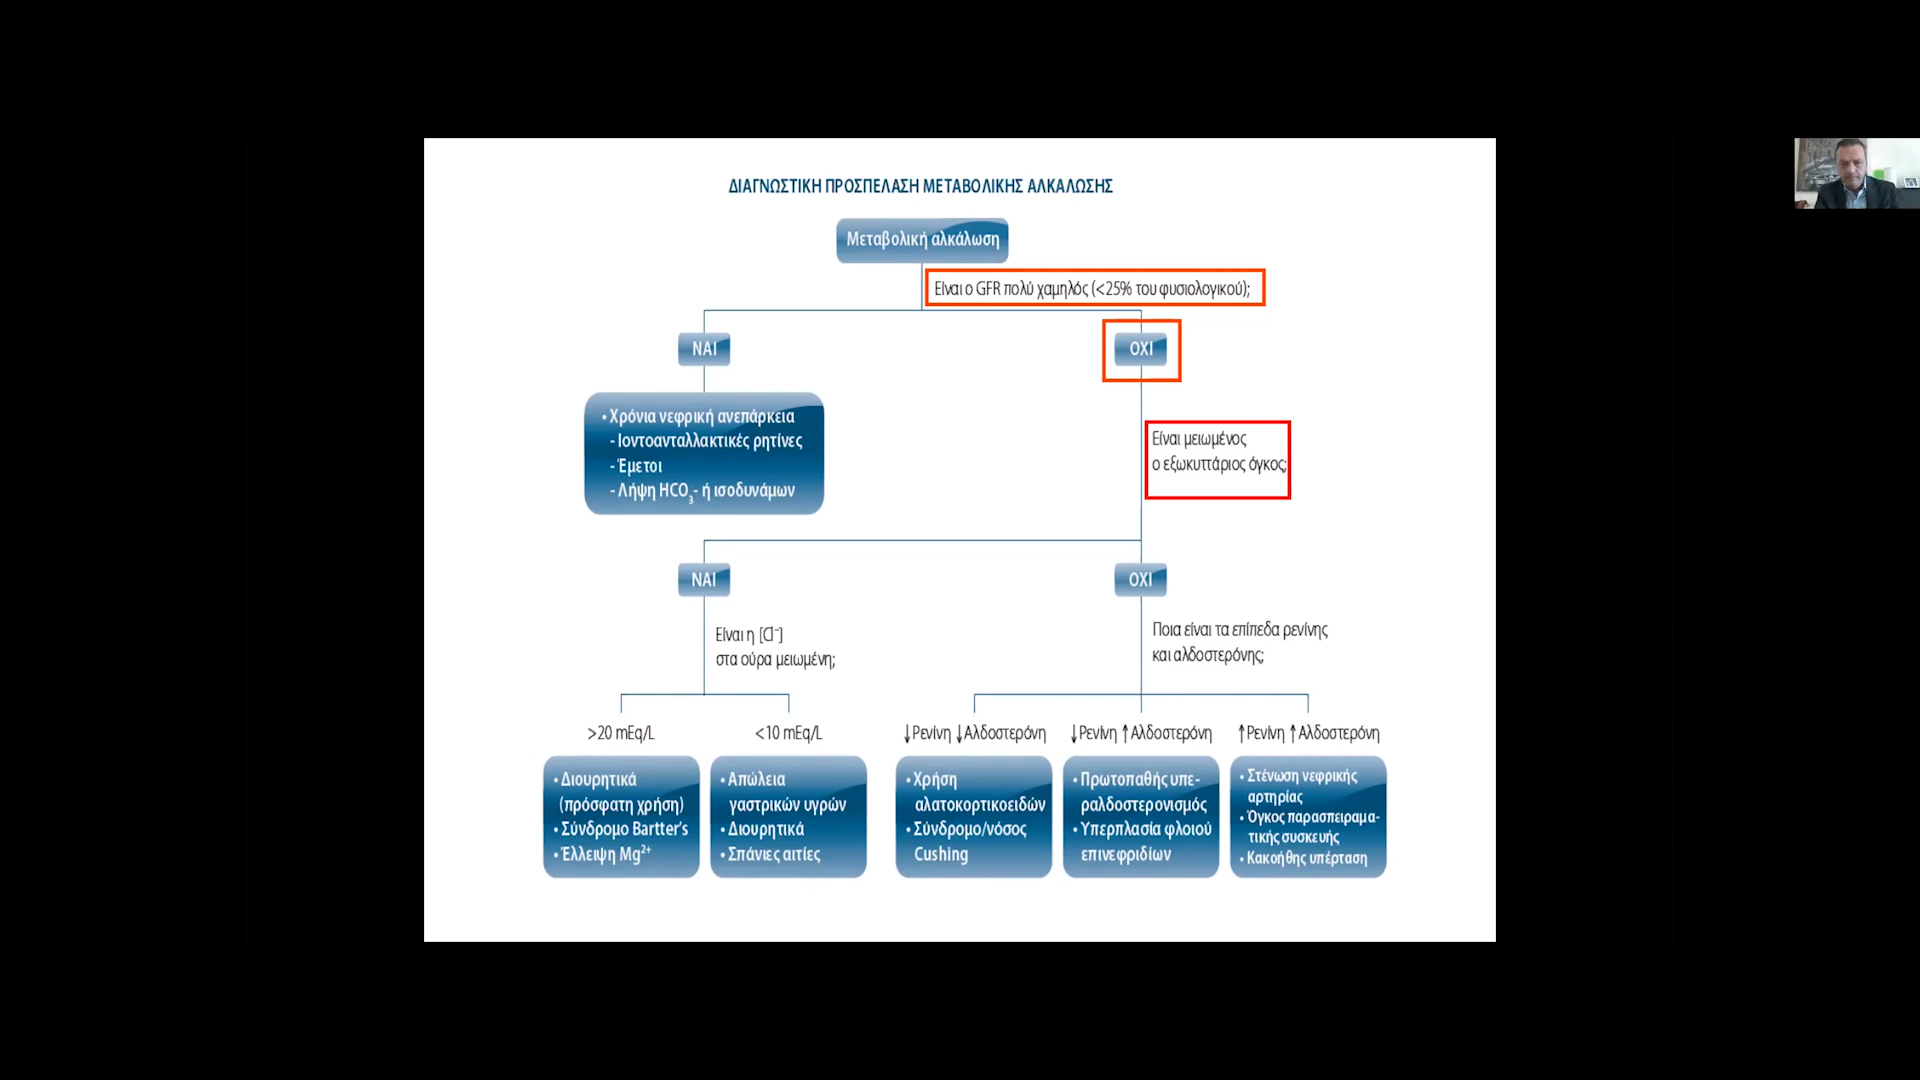 ΔΙΑΓΝΩΣΤΙΚΗ ΠΡΟΣΠΕΛΑΣΗ ΜΕΤΑΒΟΛΙΚΗΣ ΑΛΚΑΛΩΣΗΣ
Μεταβολική αλκάλωση
Είναι ο GFR πολύ χαμηλός (<25% του φυσιολογικού);
ΝΑΙ
ΟΧΙ
• Χρόνια νεφρική ανεπάρκεια
- Ιοντοανταλλακτικές ρητίνες
- Έμετοι
- Λήψη HCO₃- ή ισοδυνάμων
Είναι μειωμένος
ο εξωκυττάριος όγκος;
ΝΑΙ
ΟΧΙ
Είναι η [Cl⁻]
στα ούρα μειωμένη;
Ποια είναι τα επίπεδα ρενίνης
και αλδοστερόνης;
>20 mEq/L
<10 mEq/L
↓Ρενίνη ↓Αλδοστερόνη
↓Ρενίνη ↑Αλδοστερόνη
↑Ρενίνη ↑Αλδοστερόνη
• Διουρητικά
(πρόσφατη χρήση)
• Σύνδρομο Bartter's
• Έλλειψη Mg²⁺
• Απώλεια
γαστρικών υγρών
• Διουρητικά
• Σπάνιες αιτίες
• Χρήση
αλατοκορτικοειδών
• Σύνδρομο/νόσος
Cushing
• Πρωτοπαθής υπε-
ραλδοστερονισμός
• Υπερπλασία φλοιού
επινεφριδίων
• Στένωση νεφρικής
αρτηρίας
• Όγκος παρασπειραμα-
τικής συσκευής
• Κακοήθης υπέρταση